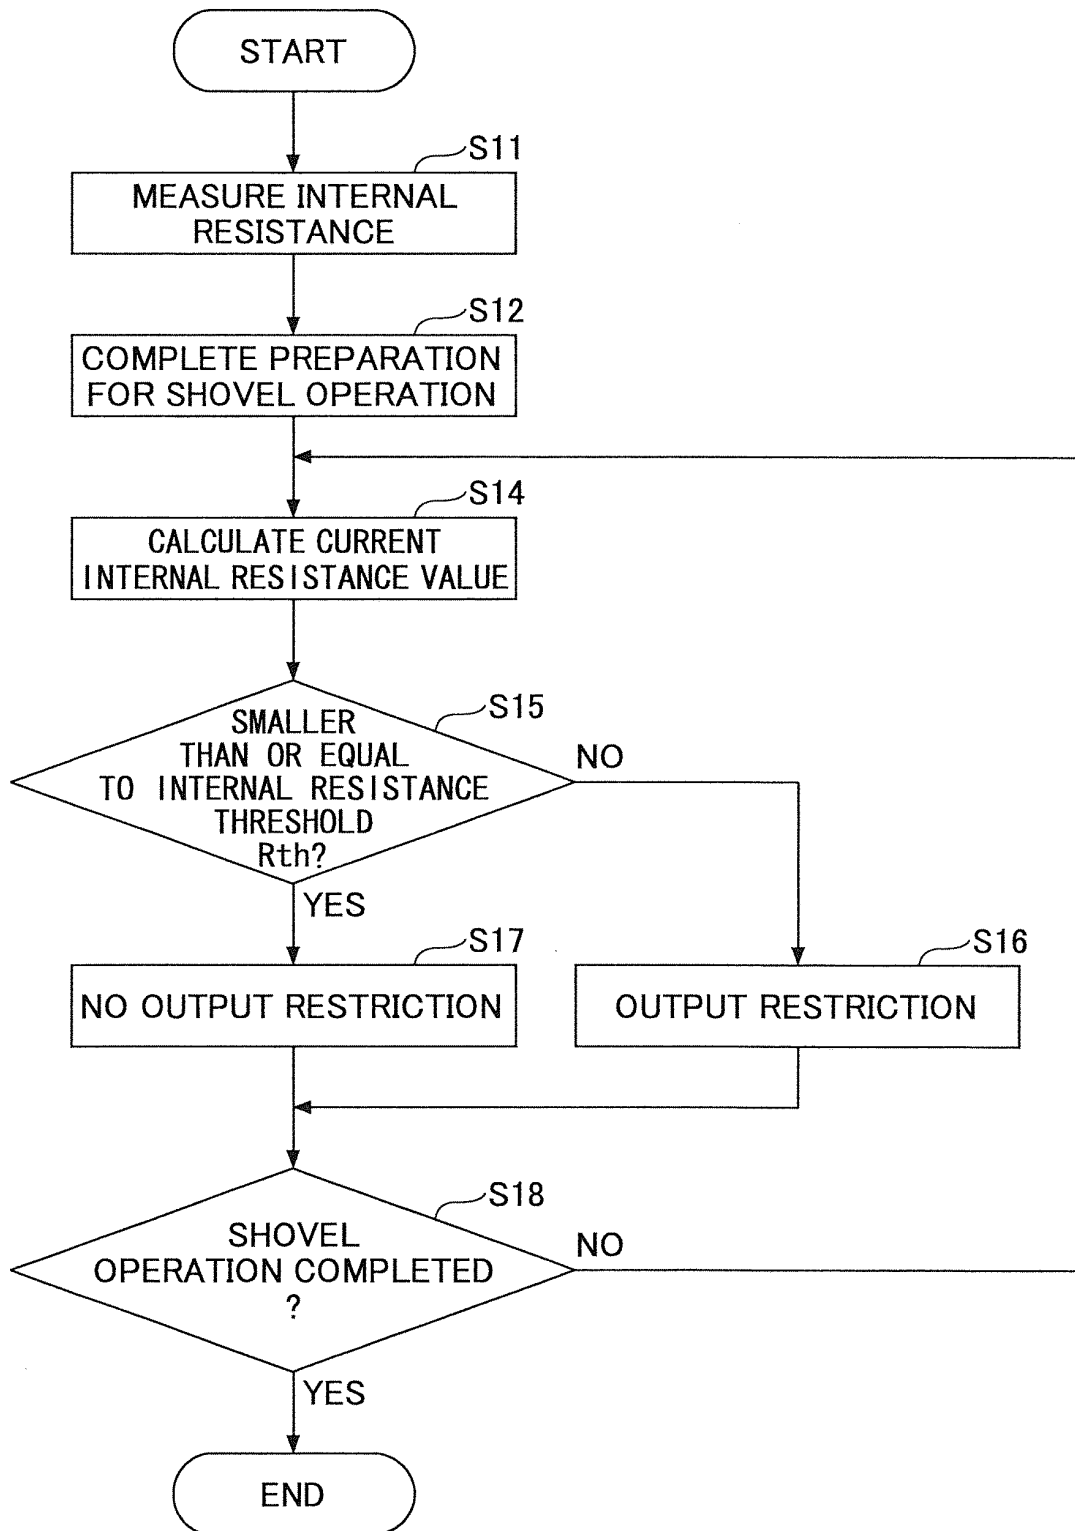 START
S11
MEASURE INTERNAL
RESISTANCE
S12
COMPLETE PREPARATION
FOR SHOVEL OPERATION
S14
CALCULATE CURRENT
INTERNAL RESISTANCE VALUE
S15
SMALLER
THAN OR EQUAL
TO INTERNAL RESISTANCE
THRESHOLD
Rth?
NO
YES
S17
NO OUTPUT RESTRICTION
S16
OUTPUT RESTRICTION
S18
SHOVEL
OPERATION COMPLETED
?
NO
YES
END